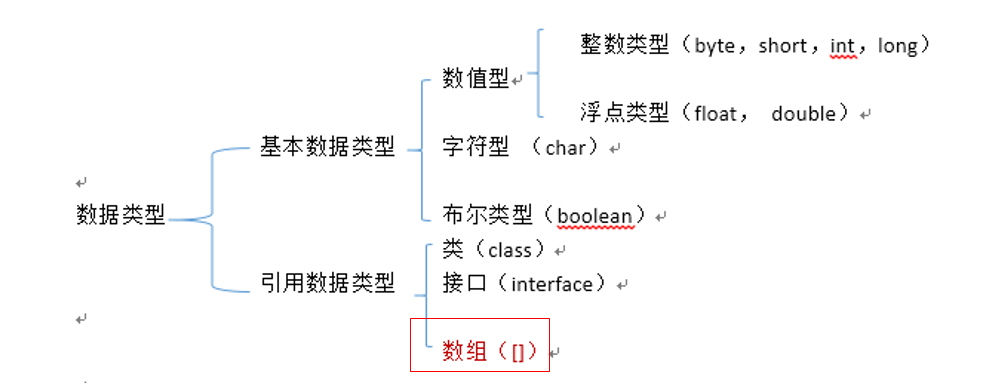 整数类型（byte，short，int，long）
数值型
浮点类型（float， double）
基本数据类型
字符型 （char）
数据类型
布尔类型（boolean）
类（class）
引用数据类型
接口（interface）
数组（[]）